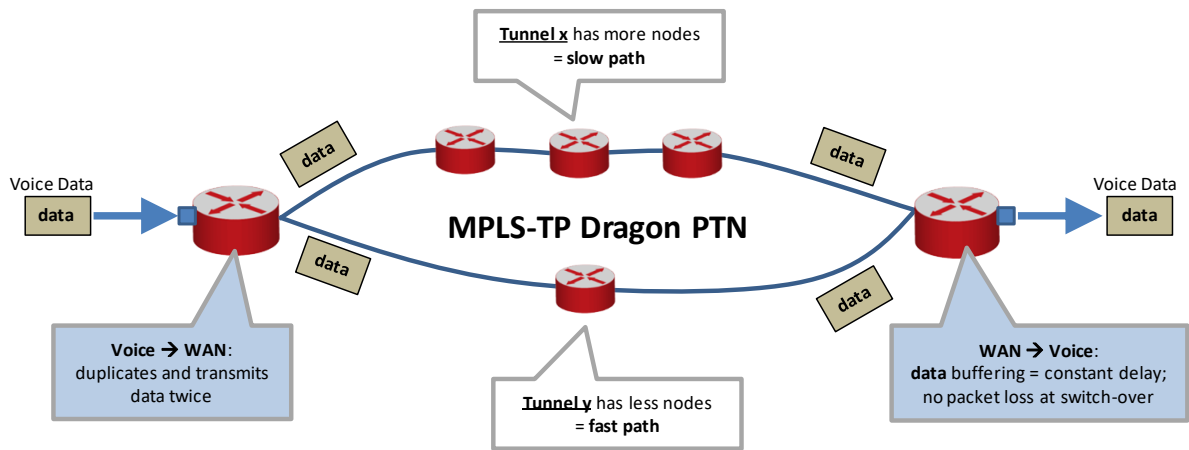 Tunnel x has more nodes
= slow path
data
data
Voice Data
data
Voice Data
data
MPLS-TP Dragon PTN
data
data
Voice → WAN:
duplicates and transmits
data twice
WAN → Voice:
data buffering = constant delay;
no packet loss at switch-over
Tunnel y has less nodes
= fast path